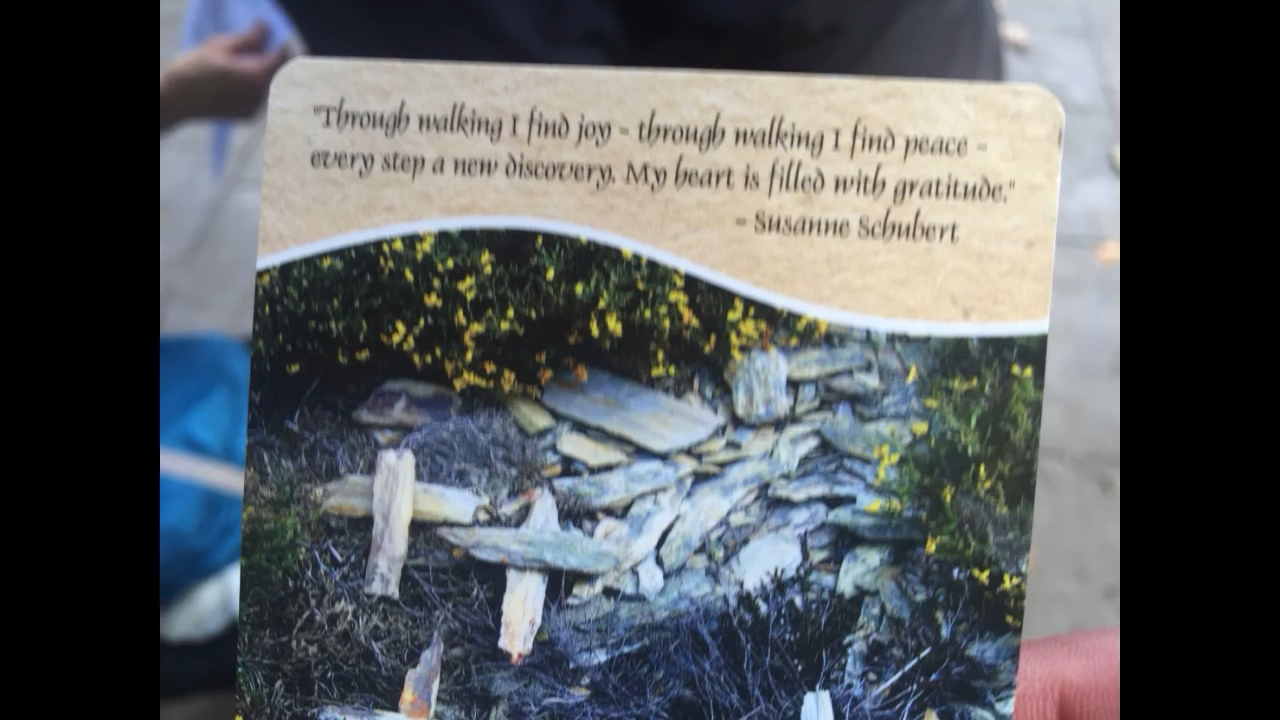 "Through walking I find joy - through walking I find peace -
every step a new discovery. My heart is filled with gratitude."
- Susanne Schubert